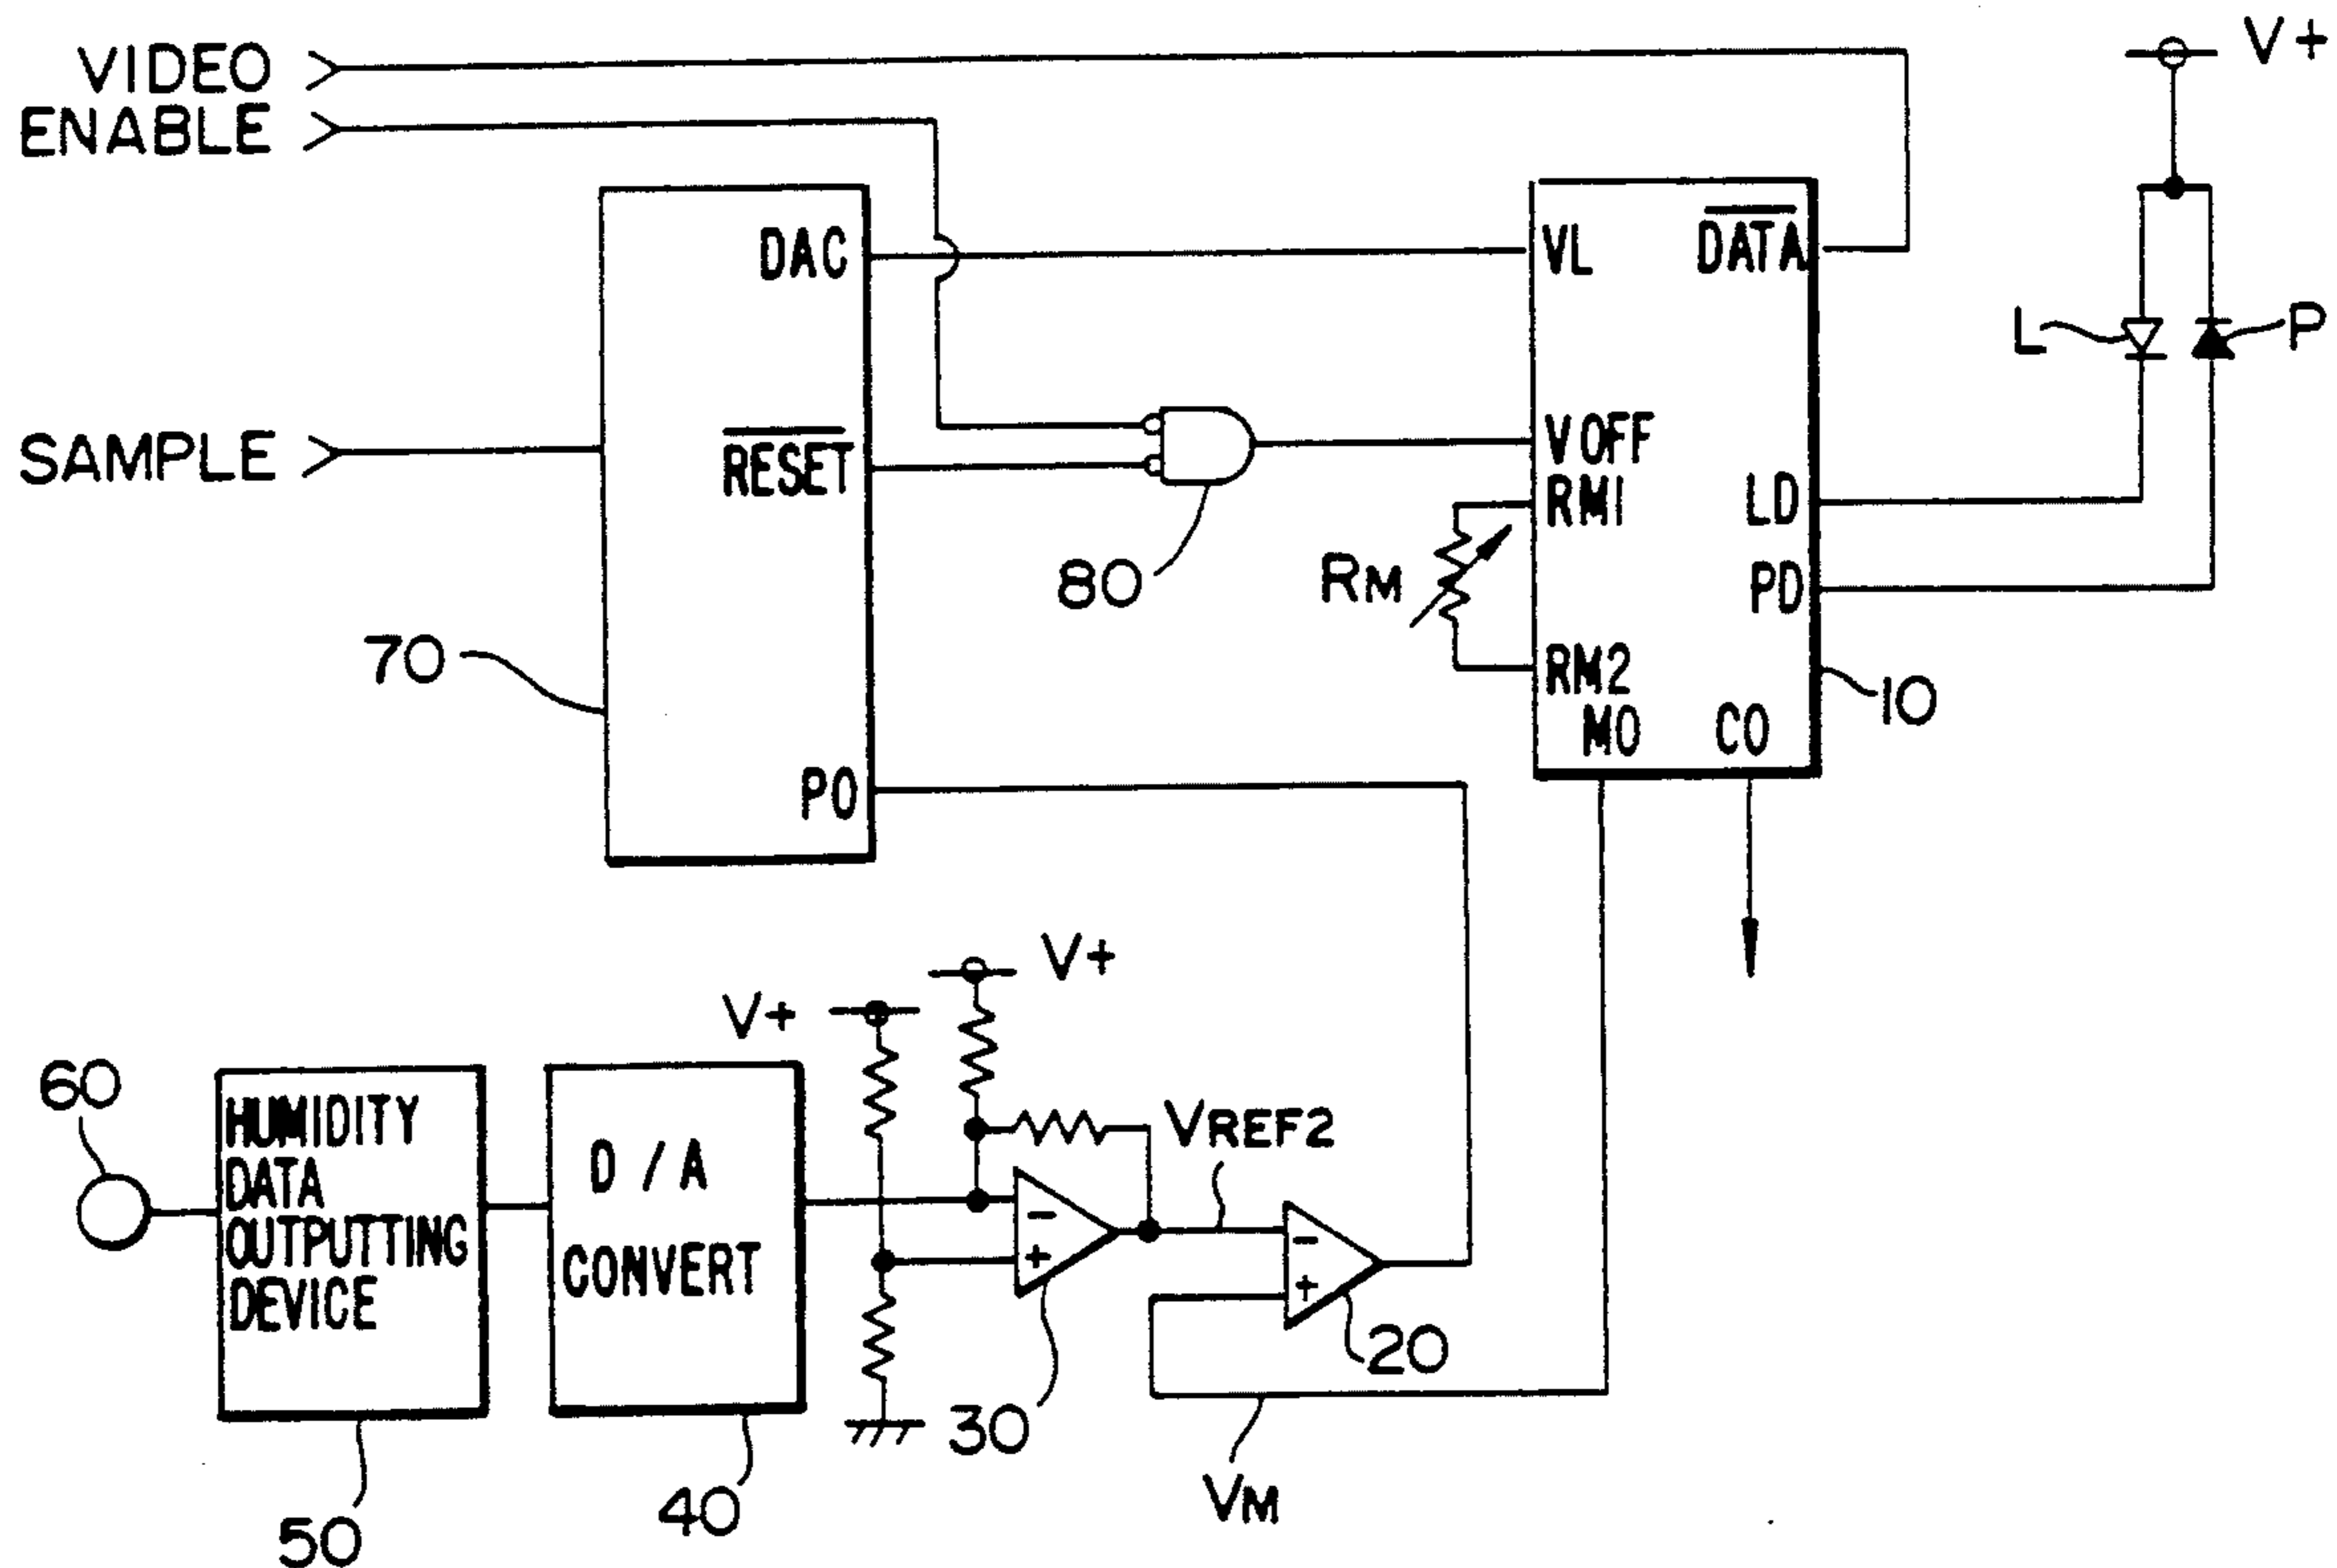 VIDEO
ENABLE
V+
DAC
VL
DATA
L
P
SAMPLE
RESET
V OFF
RM1
LD
80
RM
PD
70
RM2
10
MO
CO
PO
V+
V+
60
HUMIDITY
DATA
OUTPUTTING
DEVICE
D / A
CONVERT
VREF2
-
+
-
+
30
20
50
40
VM